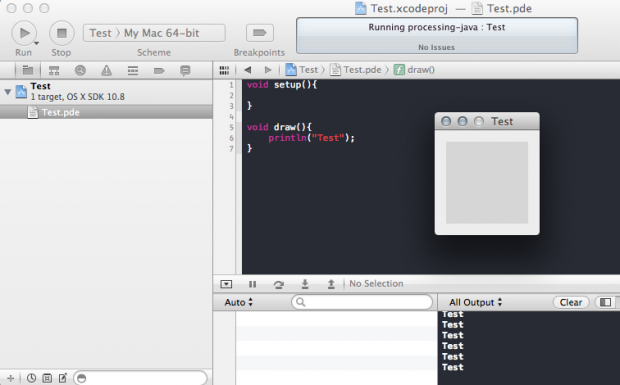 Test.xcodeproj — Test.pde
Run
Stop
Test 〉 My Mac 64-bit
Scheme
Breakpoints
Running processing-java : Test
No Issues
Test
1 target, OS X SDK 10.8
Test.pde
Test 〉 Test.pde 〉 f draw()
1 void setup(){
2
3 }
4
5 void draw(){
6 println("Test");
7 }
Test
No Selection
Auto
All Output
Clear
Test
Test
Test
Test
Test
Test